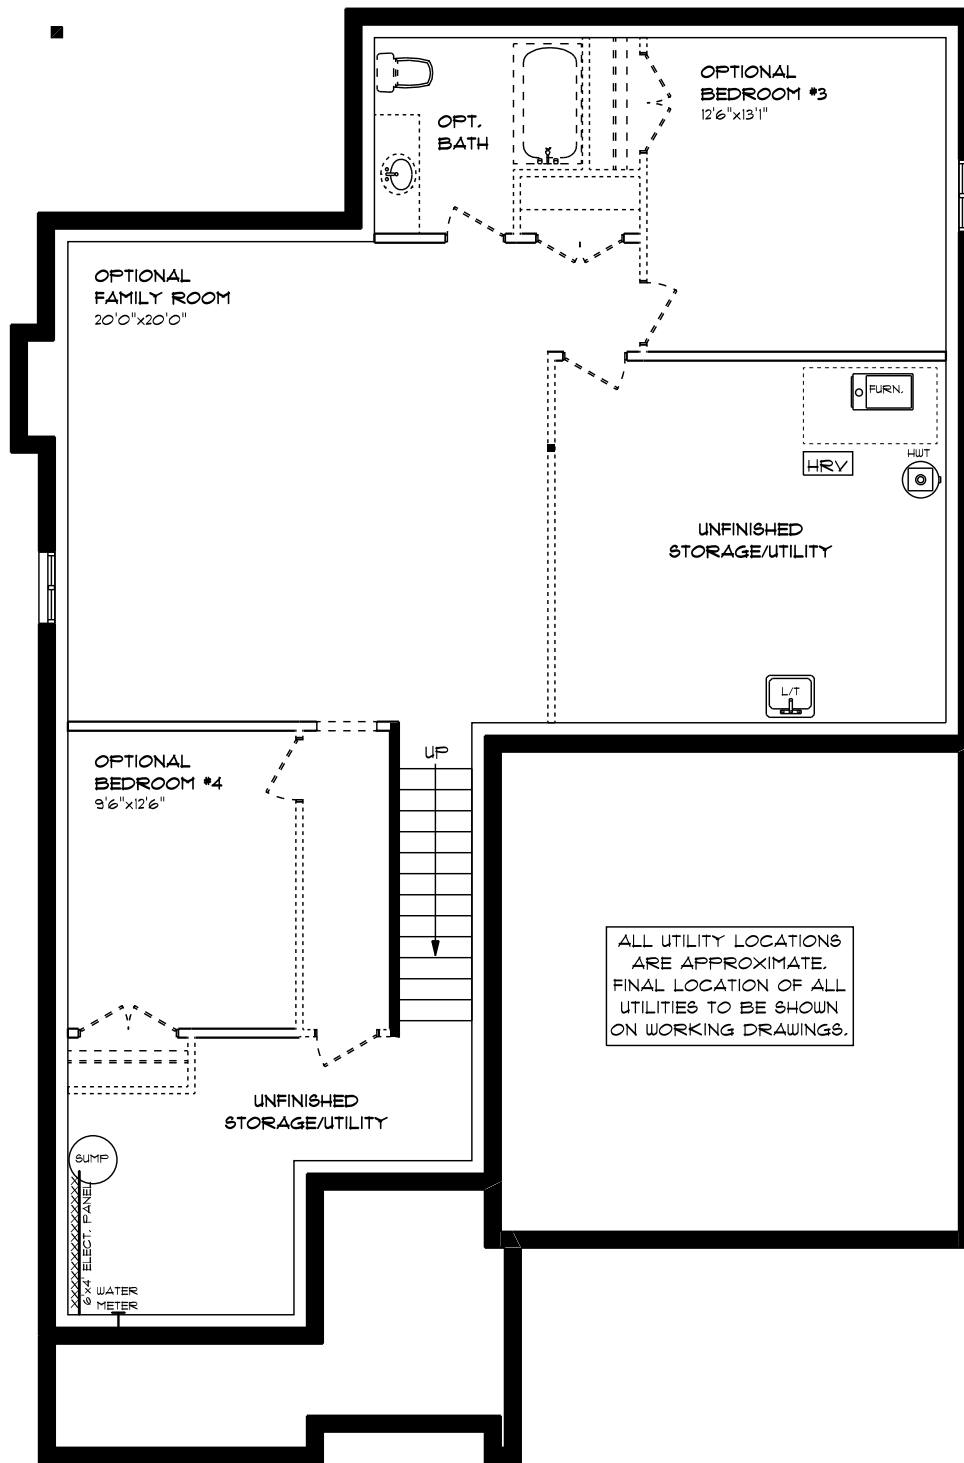 OPTIONAL
BEDROOM #3
12'6"x13'1"
OPT.
BATH
OPTIONAL
FAMILY ROOM
20'0"x20'0"
FURN.
HRV
HWT
UNFINISHED
STORAGE/UTILITY
L/T
UP
OPTIONAL
BEDROOM #4
9'6"x12'6"
ALL UTILITY LOCATIONS
ARE APPROXIMATE.
FINAL LOCATION OF ALL
UTILITIES TO BE SHOWN
ON WORKING DRAWINGS.
UNFINISHED
STORAGE/UTILITY
SUMP
6'x4' ELECT. PANEL
WATER
METER